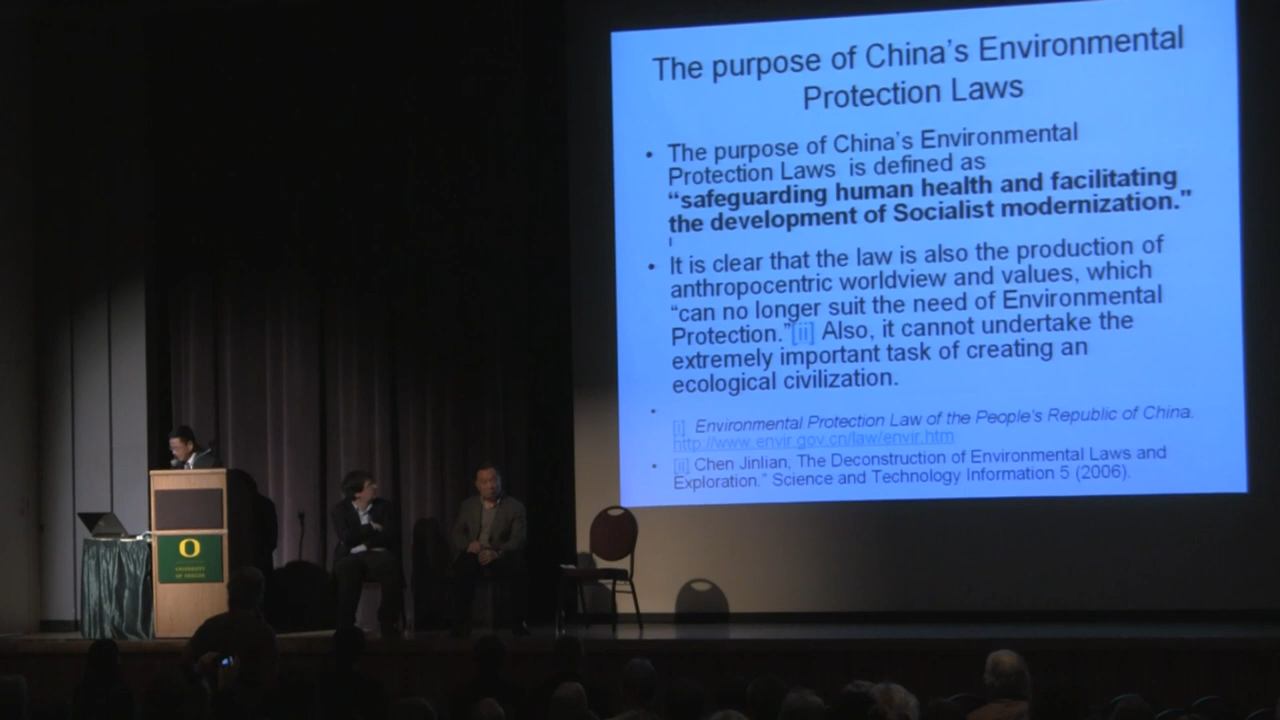 The purpose of China's Environmental
Protection Laws
• The purpose of China's Environmental
Protection Laws is defined as
“safeguarding human health and facilitating
the development of Socialist modernization."
i
• It is clear that the law is also the production of
anthropocentric worldview and values, which
“can no longer suit the need of Environmental
Protection.”[ii] Also, it cannot undertake the
extremely important task of creating an
ecological civilization.
•
[i] Environmental Protection Law of the People's Republic of China.
http://www.envir.gov.cn/law/envir.htm
• [ii] Chen Jinlian, The Deconstruction of Environmental Laws and
Exploration.” Science and Technology Information 5 (2006).
O
UNIVERSITY
OF OREGON